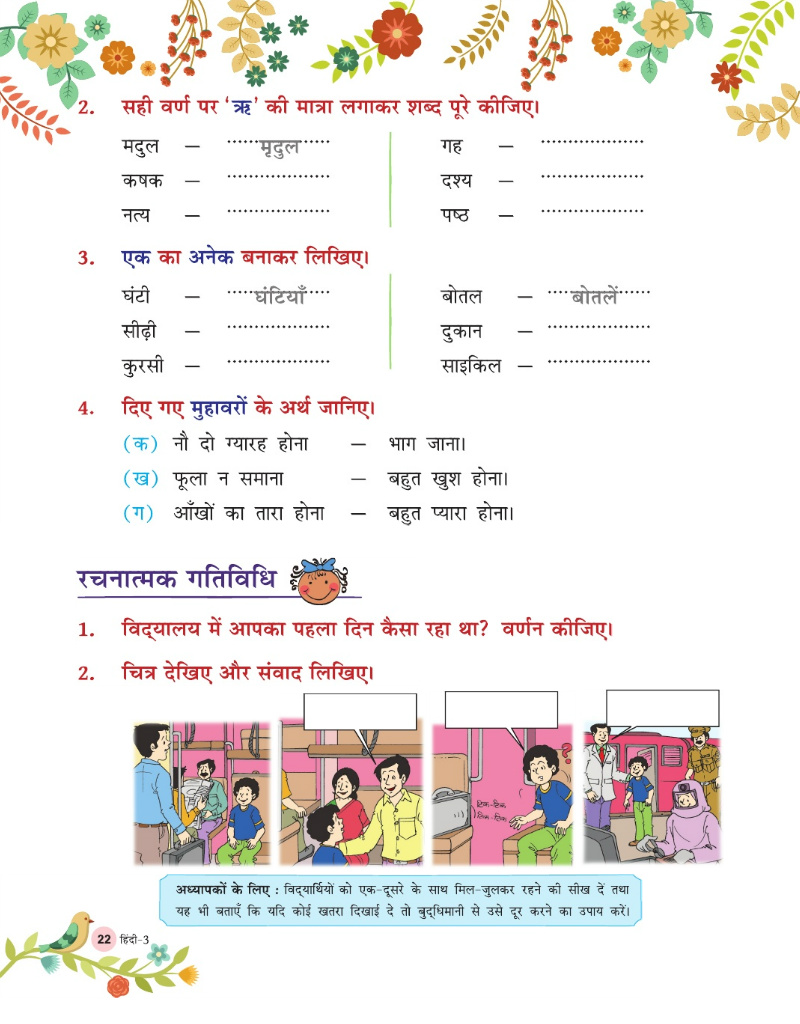 2. सही वर्ण पर ‘ऋ’ की मात्रा लगाकर शब्द पूरे कीजिए।
मदुल – मृदुल गह –
कषक – दश्य –
नत्य – पष्ठ –
3. एक का अनेक बनाकर लिखिए।
घंटी – घंटियाँ बोतल – बोतलें
सीढ़ी – दुकान –
कुरसी – साइकिल –
4. दिए गए मुहावरों के अर्थ जानिए।
(क) नौ दो ग्यारह होना – भाग जाना।
(ख) फूला न समाना – बहुत खुश होना।
(ग) आँखों का तारा होना – बहुत प्यारा होना।
रचनात्मक गतिविधि
1. विद्यालय में आपका पहला दिन कैसा रहा था? वर्णन कीजिए।
2. चित्र देखिए और संवाद लिखिए।
?
टिक-टिक
टिक-टिक
अध्यापकों के लिए : विद्यार्थियों को एक-दूसरे के साथ मिल-जुलकर रहने की सीख दें तथा
यह भी बताएँ कि यदि कोई खतरा दिखाई दे तो बुद्धिमानी से उसे दूर करने का उपाय करें।
22 हिंदी-3